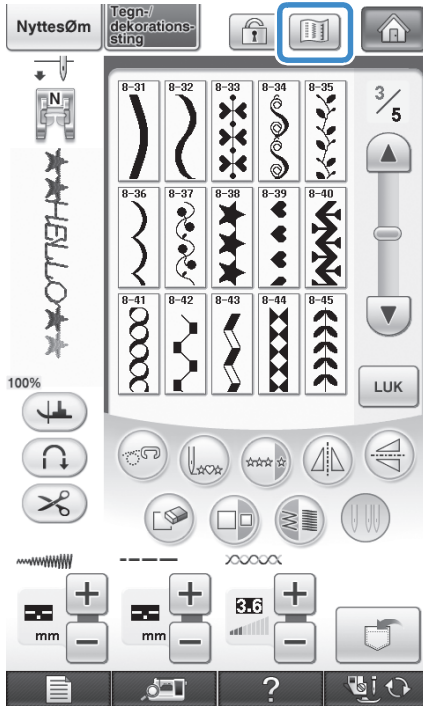 NyttesØm
Tegn-/
dekorations-
sting
N
8-31 8-32 8-33 8-34 8-35
3/5
8-36 8-37 8-38 8-39 8-40
HELLO
8-41 8-42 8-43 8-44 8-45
100%
LUK
3.6
mm mm
?